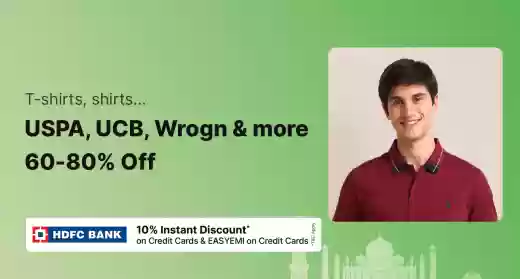 T-shirts, shirts...
USPA, UCB, Wrogn & more
60-80% Off
HDFC BANK
10% Instant Discount*
on Credit Cards & EASYEMI on Credit Cards